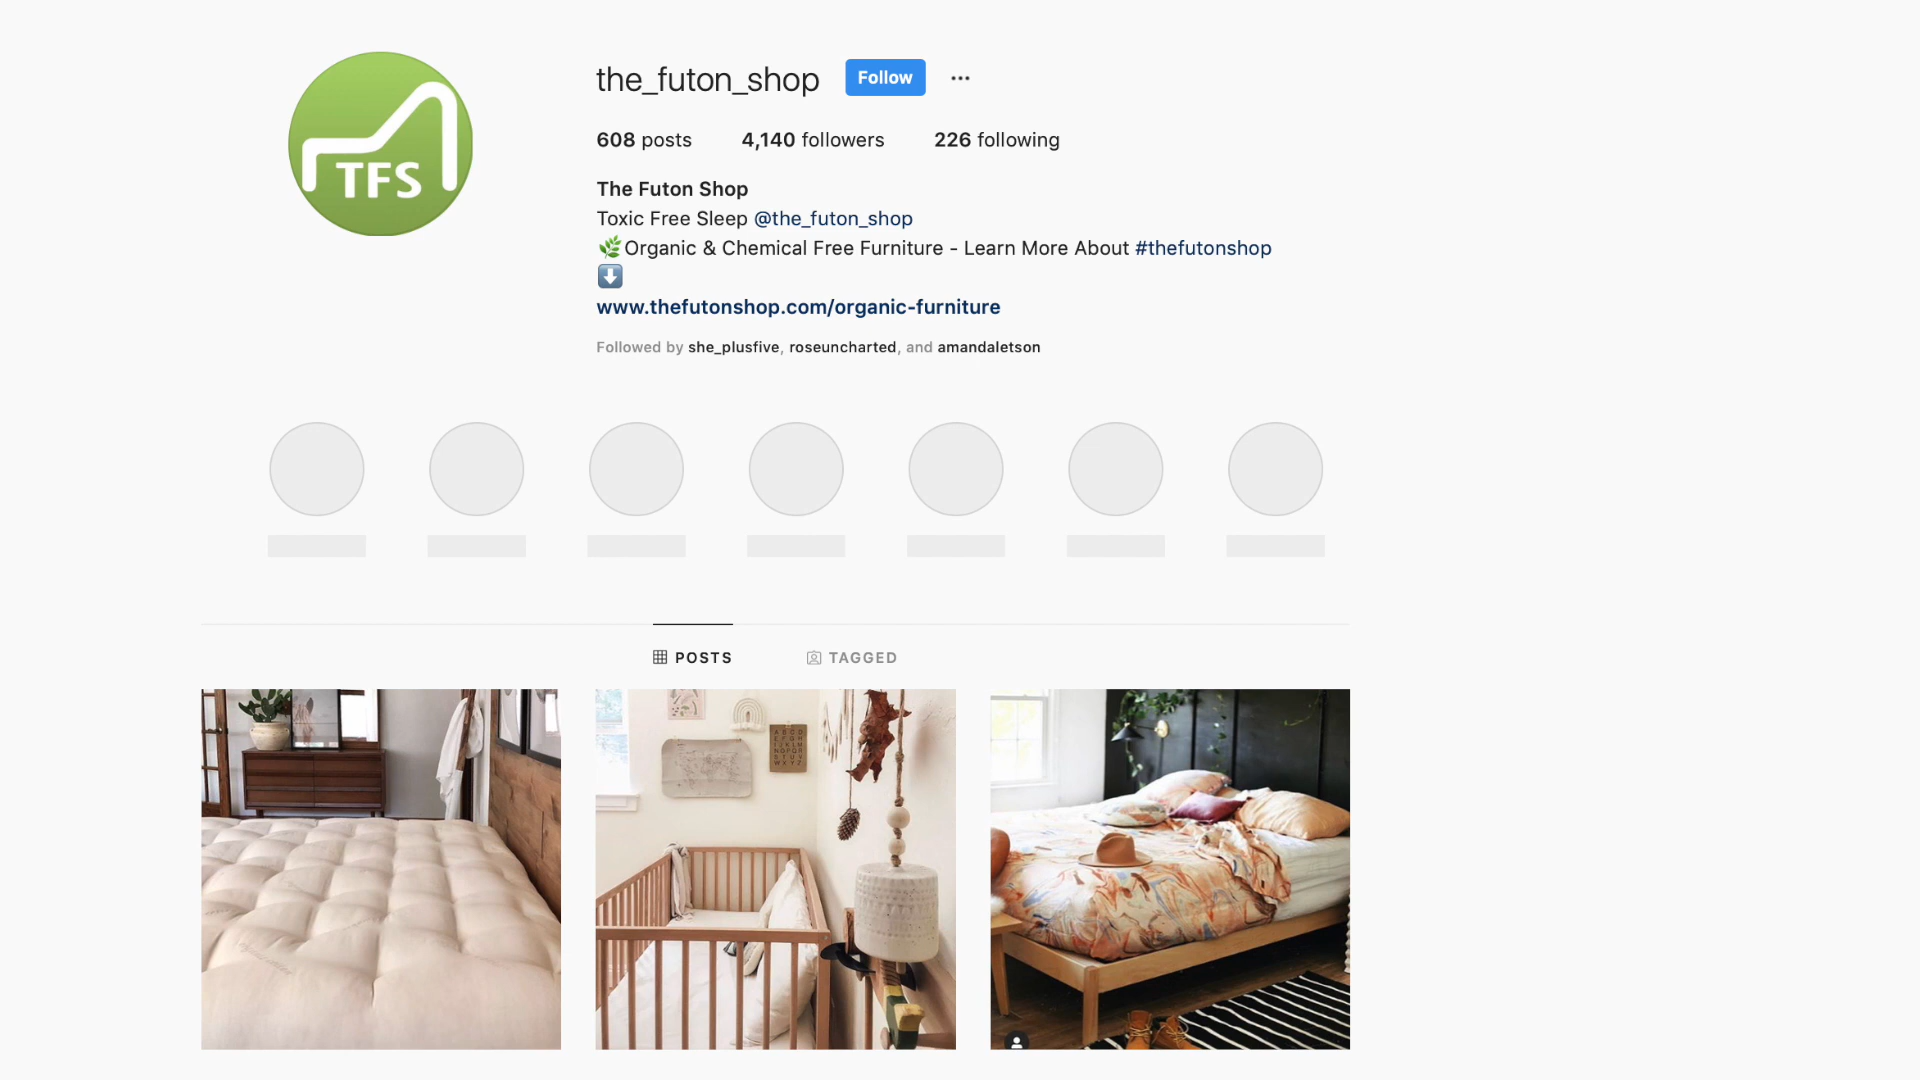 TFS
the_futon_shop
Follow
608 posts 4,140 followers 226 following
The Futon Shop
Toxic Free Sleep @the_futon_shop
🌿Organic & Chemical Free Furniture - Learn More About #thefutonshop
⬇️
www.thefutonshop.com/organic-furniture
Followed by she_plusfive, roseuncharted, and amandaletson
POSTS TAGGED